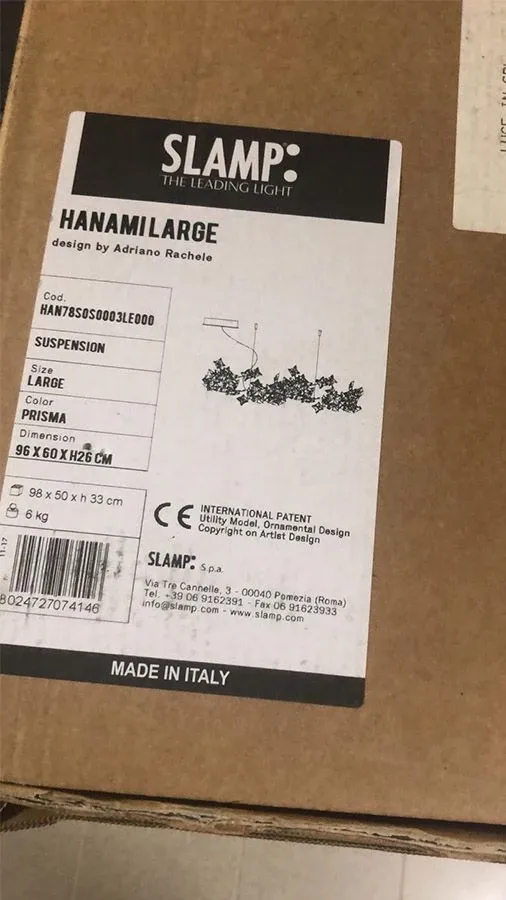 SLAMP:
THE LEADING LIGHT
HANAMI LARGE
design by Adriano Rachele
Cod.
HAN78SOS0003LE000
SUSPENSION
Size
LARGE
Color
PRISMA
Dimension
96 X 60 X H26 CM
98 x 50 x h 33 cm
6 kg
11-17
8024727074146
CE INTERNATIONAL PATENT
Utility Model, Ornamental Design
Copyright on Artist Design
SLAMP: S.p.a.
Via Tre Cannelle, 3 - 00040 Pomezia (Roma)
Tel. +39 06 9162391 - Fax 06 91623933
info@slamp.com - www.slamp.com
MADE IN ITALY